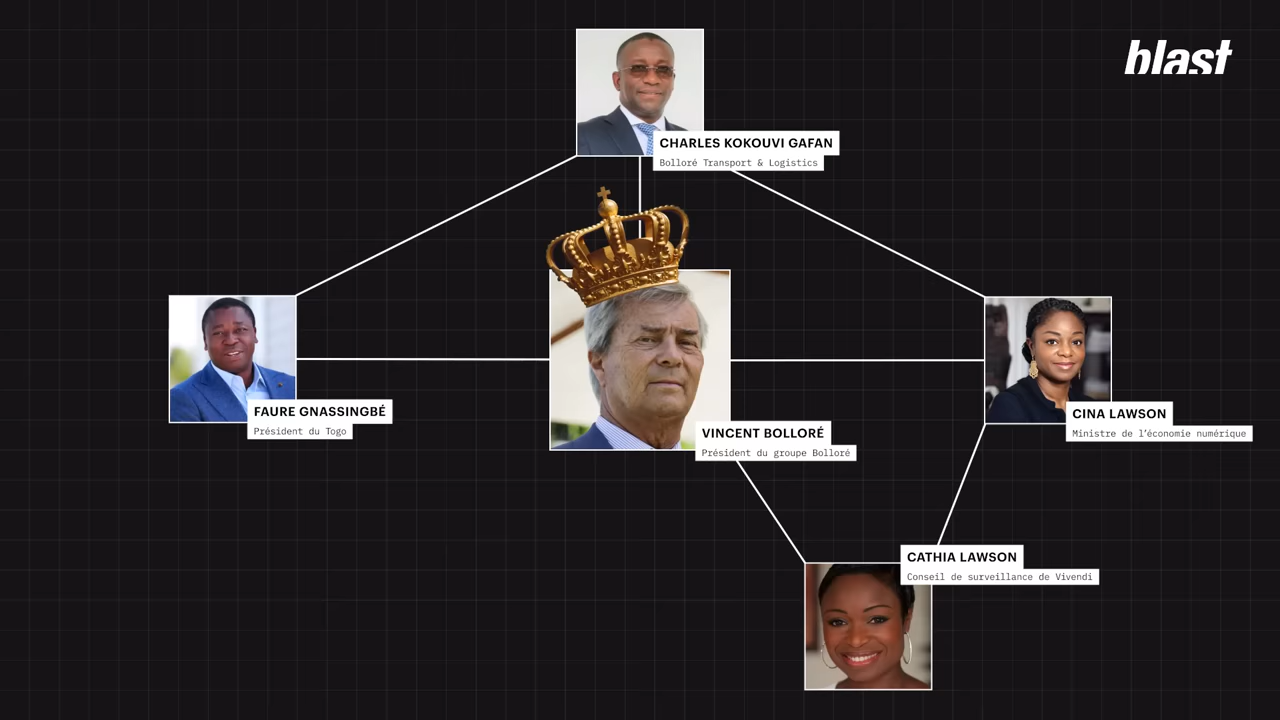 blast
CHARLES KOKOUVI GAFAN
Bolloré Transport & Logistics
FAURE GNASSINGBÉ
Président du Togo
VINCENT BOLLORÉ
Président du groupe Bolloré
CINA LAWSON
Ministre de l'économie numérique
CATHIA LAWSON
Conseil de surveillance de Vivendi